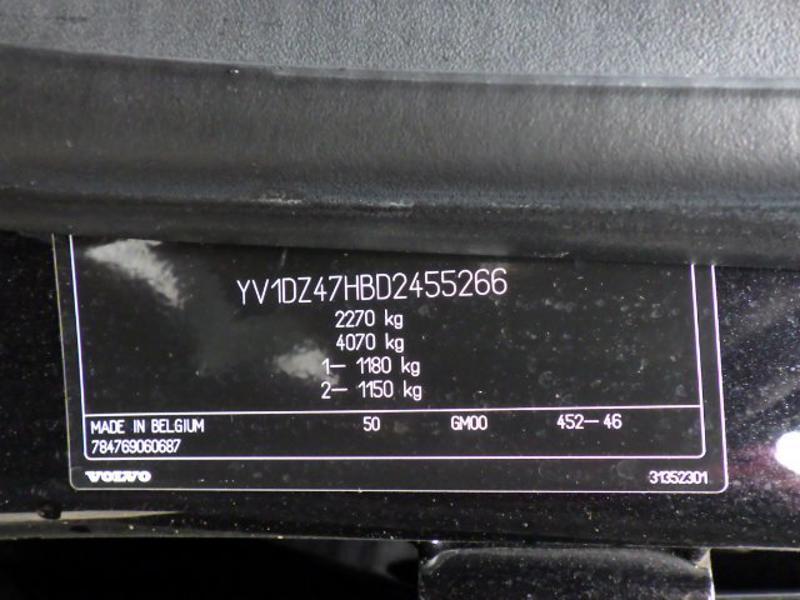 YV1DZ47HBD2455266
2270 kg
4070 kg
1- 1180 kg
2- 1150 kg
MADE IN BELGIUM 50 GM00 452-46
784769060687
VOLVO 31352301